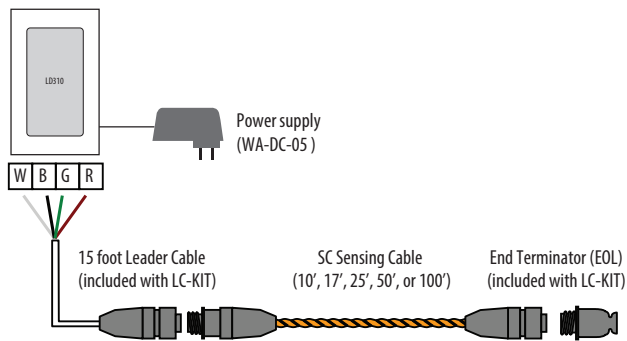 LD310
Power supply
(WA-DC-05 )
W B G R
15 foot Leader Cable
(included with LC-KIT)
SC Sensing Cable
(10’, 17’, 25’, 50’, or 100’)
End Terminator (EOL)
(included with LC-KIT)